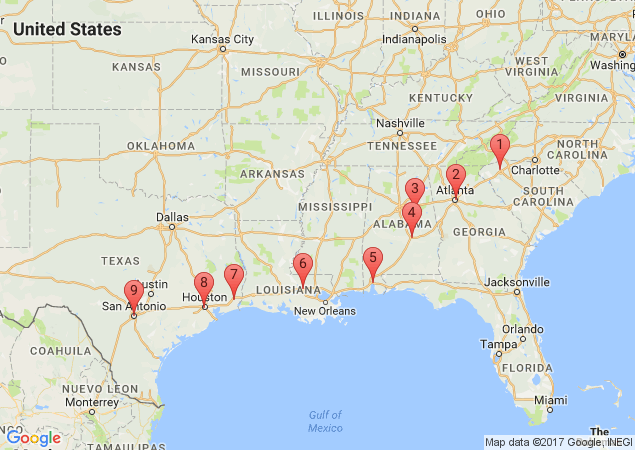 United States
ILLINOIS
INDIANA
OHIO
Indianapolis
MARYL
Kansas City
Washing
KANSAS
MISSOURI
WEST
VIRGINIA
VIRGINIA
KENTUCKY
Nashville
OKLAHOMA
TENNESSEE
1
NORTH
CAROLINA
Charlotte
ARKANSAS
2
Atlanta
3
SOUTH
CAROLINA
MISSISSIPPI
4
ALABAMA
GEORGIA
Dallas
TEXAS
5
6
7
8
9
LOUISIANA
Jacksonville
Austin
Houston
San Antonio
New Orleans
Orlando
Tampa
FLORIDA
COAHUILA
NUEVO LEON
Monterrey
Miami
Gulf of
Mexico
The
Google
TAMAULIPAS
Map data ©2017 Google, INEGI